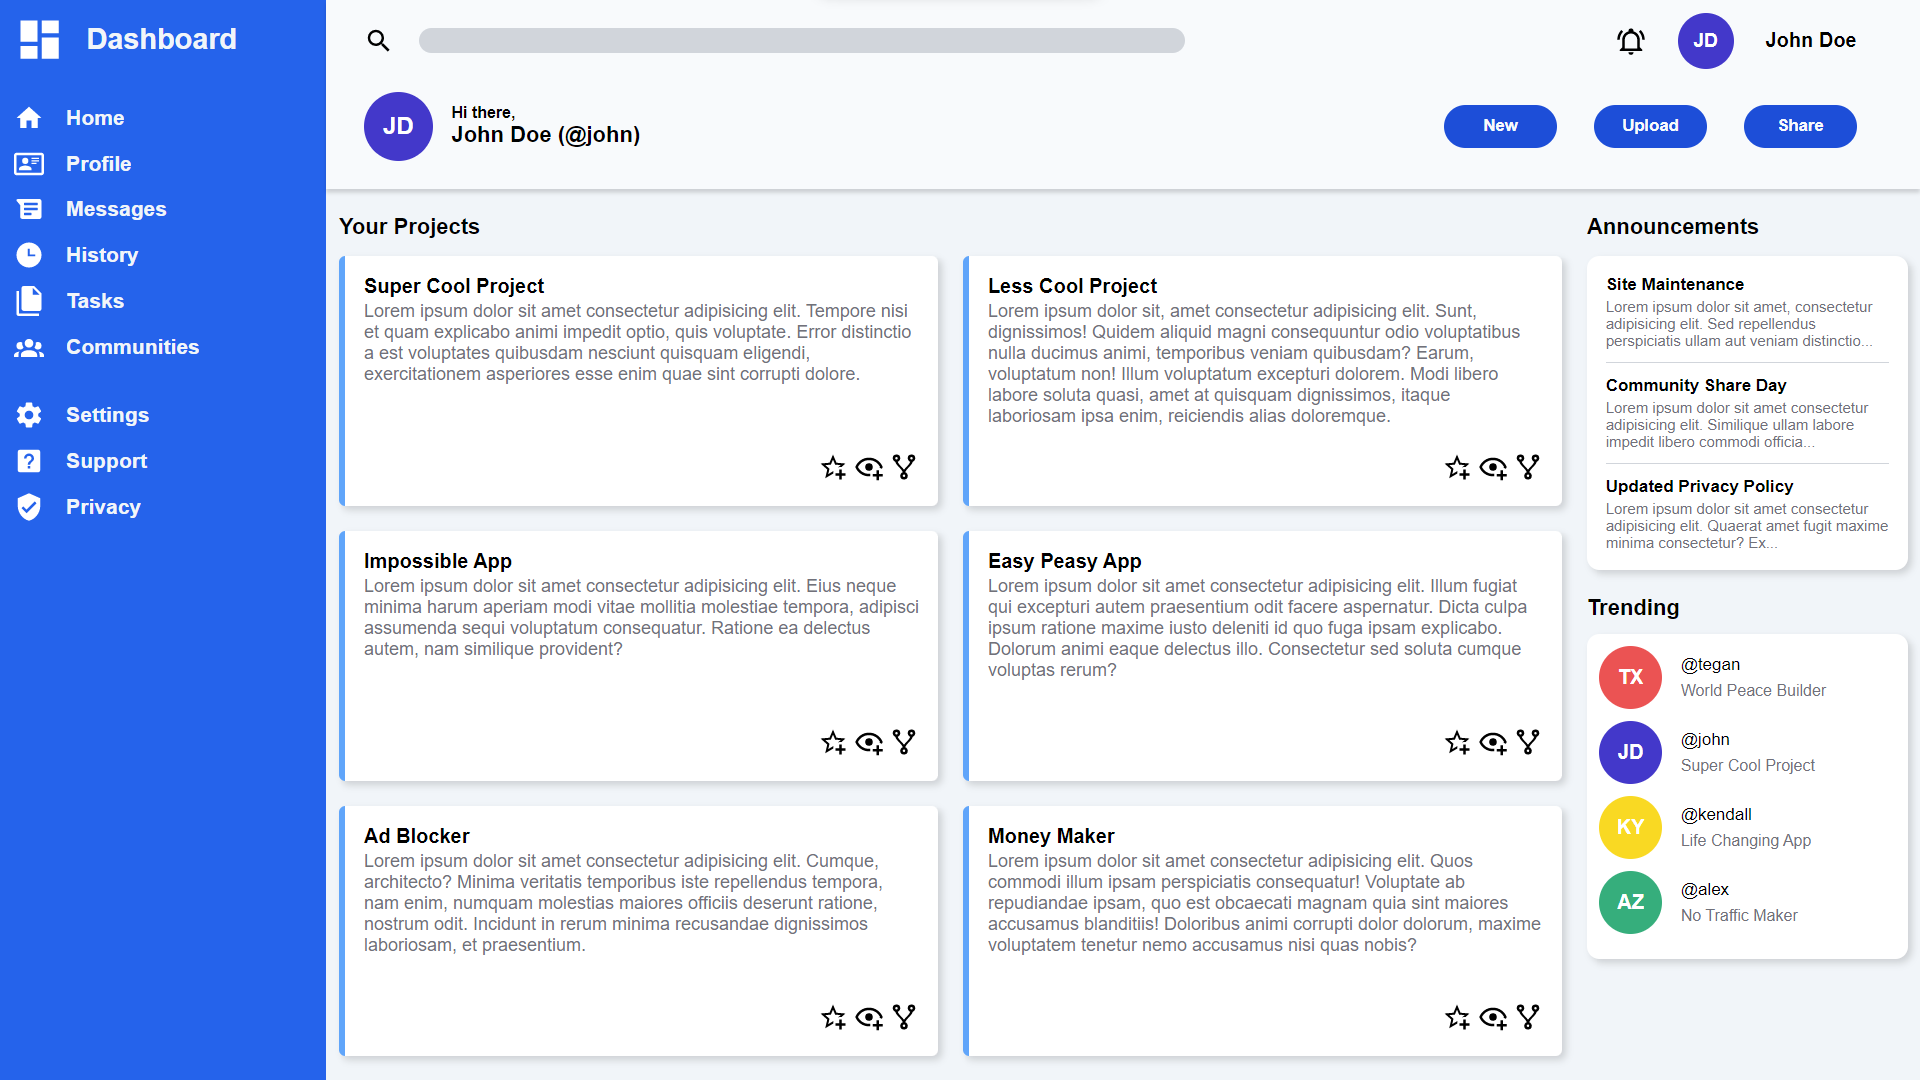 Dashboard
Home
Profile
Messages
History
Tasks
Communities
Settings
Support
Privacy
JD
John Doe
JD
Hi there,
John Doe (@john)
New
Upload
Share
Your Projects
Super Cool Project
Lorem ipsum dolor sit amet consectetur adipisicing elit. Tempore nisi
et quam explicabo animi impedit optio, quis voluptate. Error distinctio
a est voluptates quibusdam nesciunt quisquam eligendi,
exercitationem asperiores esse enim quae sint corrupti dolore.
Less Cool Project
Lorem ipsum dolor sit, amet consectetur adipisicing elit. Sunt,
dignissimos! Quidem aliquid magni consequuntur odio voluptatibus
nulla ducimus animi, temporibus veniam quibusdam? Earum,
voluptatum non! Illum voluptatum excepturi dolorem. Modi libero
labore soluta quasi, amet at quisquam dignissimos, itaque
laboriosam ipsa enim, reiciendis alias doloremque.
Impossible App
Lorem ipsum dolor sit amet consectetur adipisicing elit. Eius neque
minima harum aperiam modi vitae mollitia molestiae tempora, adipisci
assumenda sequi voluptatum consequatur. Ratione ea delectus
autem, nam similique provident?
Easy Peasy App
Lorem ipsum dolor sit amet consectetur adipisicing elit. Illum fugiat
qui excepturi autem praesentium odit facere aspernatur. Dicta culpa
ipsum ratione maxime iusto deleniti id quo fuga ipsam explicabo.
Dolorum animi eaque delectus illo. Consectetur sed soluta cumque
voluptas rerum?
Ad Blocker
Lorem ipsum dolor sit amet consectetur adipisicing elit. Cumque,
architecto? Minima veritatis temporibus iste repellendus tempora,
nam enim, numquam molestias maiores officiis deserunt ratione,
nostrum odit. Incidunt in rerum minima recusandae dignissimos
laboriosam, et praesentium.
Money Maker
Lorem ipsum dolor sit amet consectetur adipisicing elit. Quos
commodi illum ipsam perspiciatis consequatur! Voluptate ab
repudiandae ipsam, quo est obcaecati magnam quia sint maiores
accusamus blanditiis! Doloribus animi corrupti dolor dolorum, maxime
voluptatem tenetur nemo accusamus nisi quas nobis?
Announcements
Site Maintenance
Lorem ipsum dolor sit amet, consectetur
adipisicing elit. Sed repellendus
perspiciatis ullam aut veniam distinctio...
Community Share Day
Lorem ipsum dolor sit amet consectetur
adipisicing elit. Similique ullam labore
impedit libero commodi officia...
Updated Privacy Policy
Lorem ipsum dolor sit amet consectetur
adipisicing elit. Quaerat amet fugit maxime
minima consectetur? Ex...
Trending
TX
@tegan
World Peace Builder
JD
@john
Super Cool Project
KY
@kendall
Life Changing App
AZ
@alex
No Traffic Maker